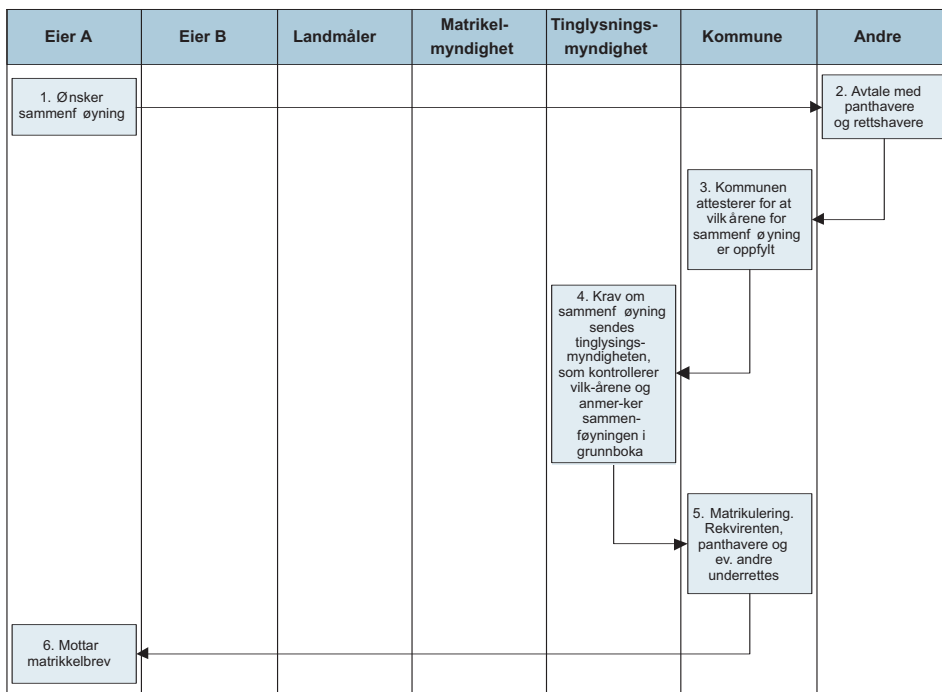 Eier A
Eier B
Landmåler
Matrikel-
myndighet
Tinglysnings-
myndighet
Kommune
Andre
1. Ønsker
sammenf øyning
2. Avtale med
panthavere
og rettshavere
3. Kommunen
attesterer for at
vilk årene for
sammenf øyning
er oppfylt
4. Krav om
sammenf øyning
sendes
tinglysings-
myndigheten,
som kontrollerer
vilk-årene og
anmer-ker
sammen-
føyningen i
grunnboka
5. Matrikulering.
Rekvirenten,
panthavere og
ev. andre
underrettes
6. Mottar
matrikkelbrev